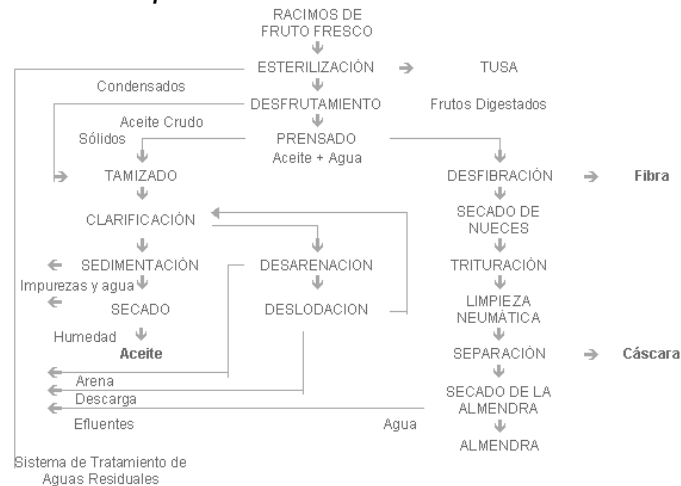 RACIMOS DE
FRUTO FRESCO
ESTERILIZACIÓN
TUSA
Condensados
DESFRUTAMIENTO
Frutos Digestados
Aceite Crudo
Sólidos
PRENSADO
Aceite + Agua
TAMIZADO
DESFIBRACIÓN
Fibra
CLARIFICACIÓN
SECADO DE
NUECES
SEDIMENTACIÓN
DESARENACION
TRITURACIÓN
Impurezas y agua
SECADO
DESLODACION
LIMPIEZA
NEUMÁTICA
Humedad
Aceite
SEPARACIÓN
Cáscara
Arena
Descarga
SECADO DE LA
ALMENDRA
Efluentes
Agua
ALMENDRA
Sistema de Tratamiento de
Aguas Residuales